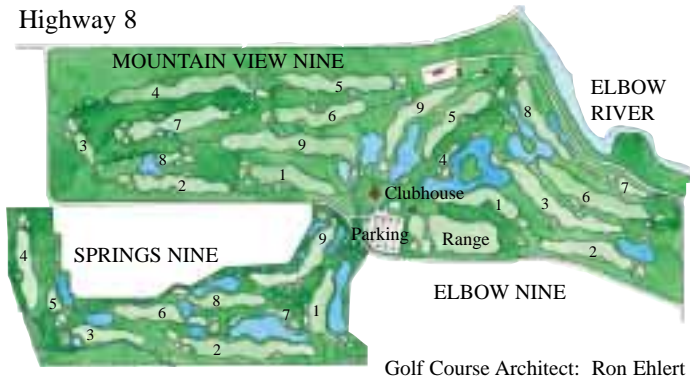 Highway 8
MOUNTAIN VIEW NINE
4
5
7
6
3
8
9
2
1
9
5
8
ELBOW
RIVER
4
Clubhouse
1
3
6
7
2
Parking
Range
ELBOW NINE
SPRINGS NINE
4
5
3
6
8
2
7
1
9
Golf Course Architect: Ron Ehlert